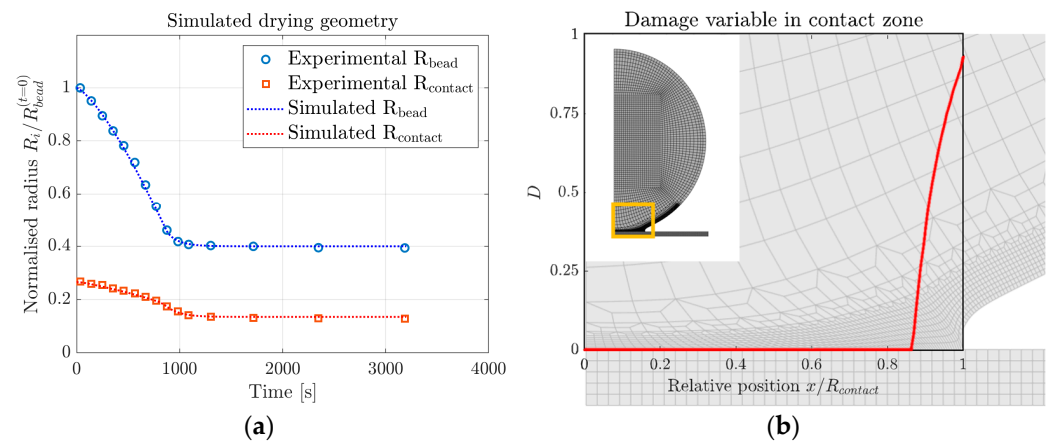 Simulated drying geometry
Normalised radius R_i/R_bead^(t=0)
1.2
1
0.8
0.6
0.4
0.2
0
0
1000
2000
3000
4000
Time [s]
Experimental R_bead
Experimental R_contact
Simulated R_bead
Simulated R_contact
(a)
Damage variable in contact zone
D
1
0.75
0.5
0.25
0
0
0.2
0.4
0.6
0.8
1
Relative position x/R_contact
(b)